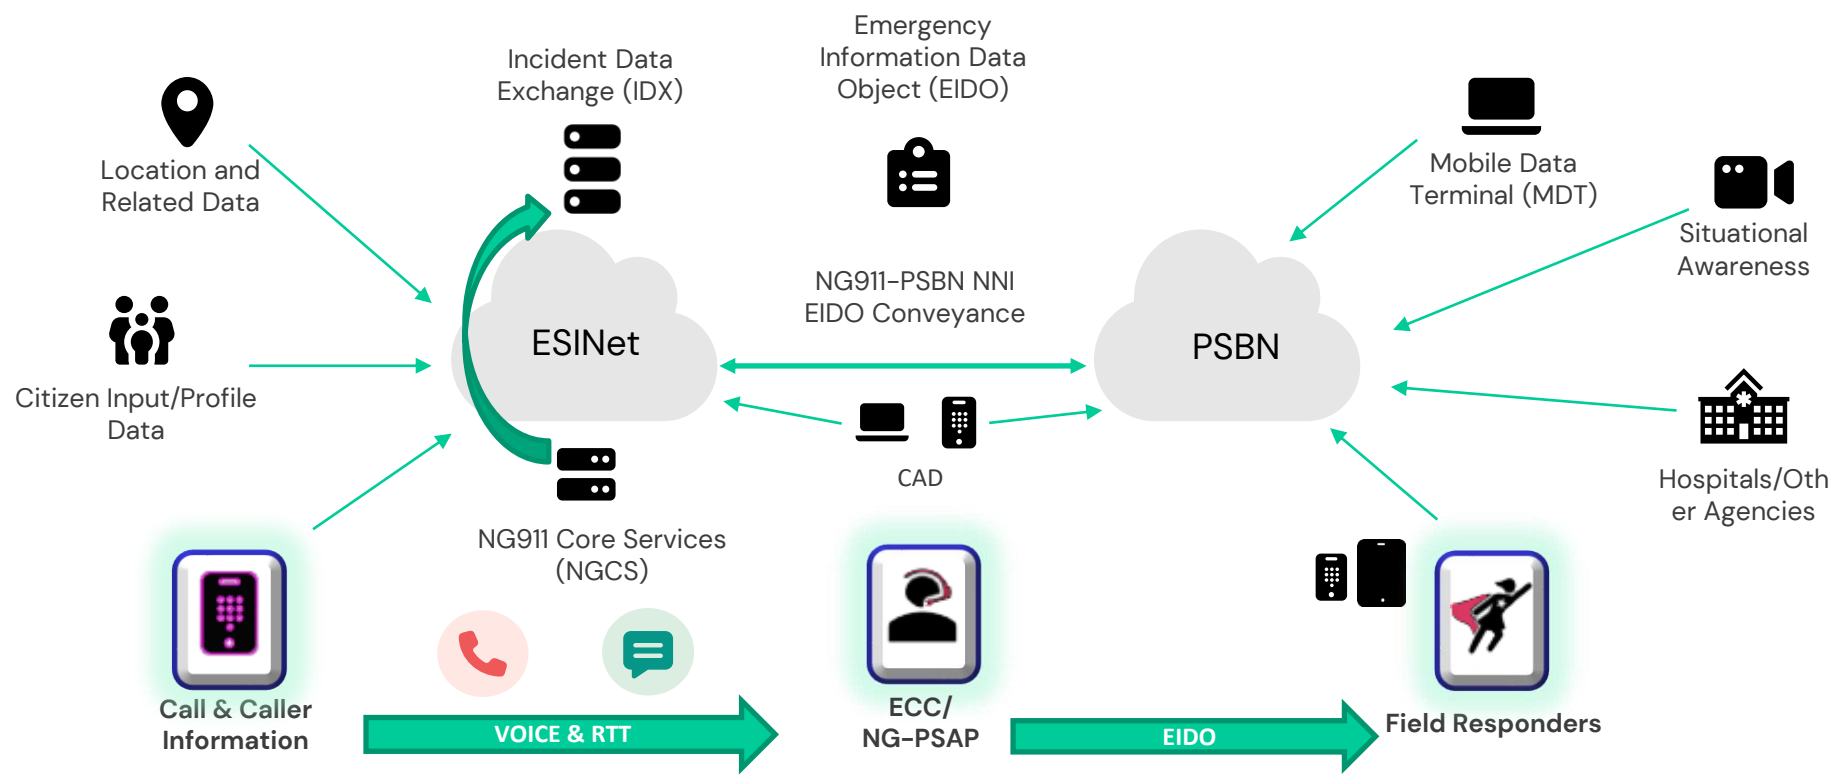 Emergency
Information Data
Object (EIDO)
Incident Data
Exchange (IDX)
Location and
Related Data
Mobile Data
Terminal (MDT)
Situational
Awareness
NG911-PSBN NNI
EIDO Conveyance
ESINet
PSBN
Citizen Input/Profile
Data
CAD
Hospitals/Oth
er Agencies
NG911 Core Services
(NGCS)
Call & Caller
Information
VOICE & RTT
ECC/
NG-PSAP
EIDO
Field Responders